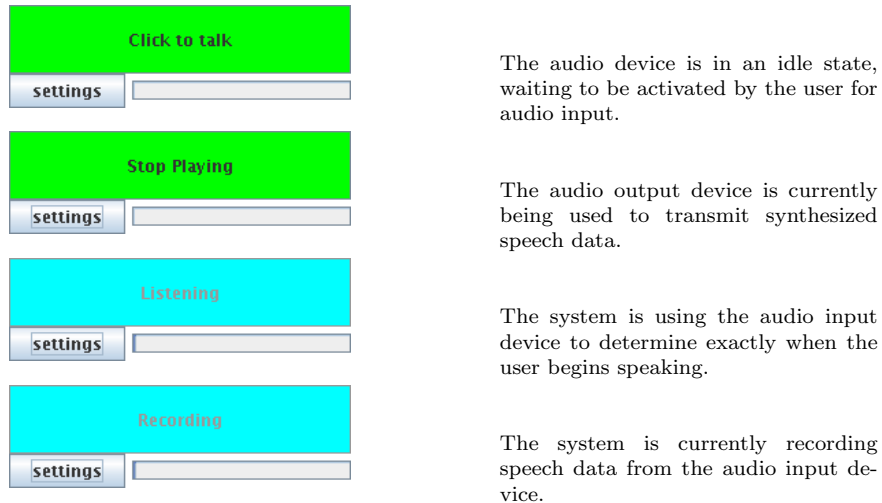 Click to talk
settings
The audio device is in an idle state,
waiting to be activated by the user for
audio input.
Stop Playing
settings
The audio output device is currently
being used to transmit synthesized
speech data.
Listening
settings
The system is using the audio input
device to determine exactly when the
user begins speaking.
Recording
settings
The system is currently recording
speech data from the audio input de-
vice.